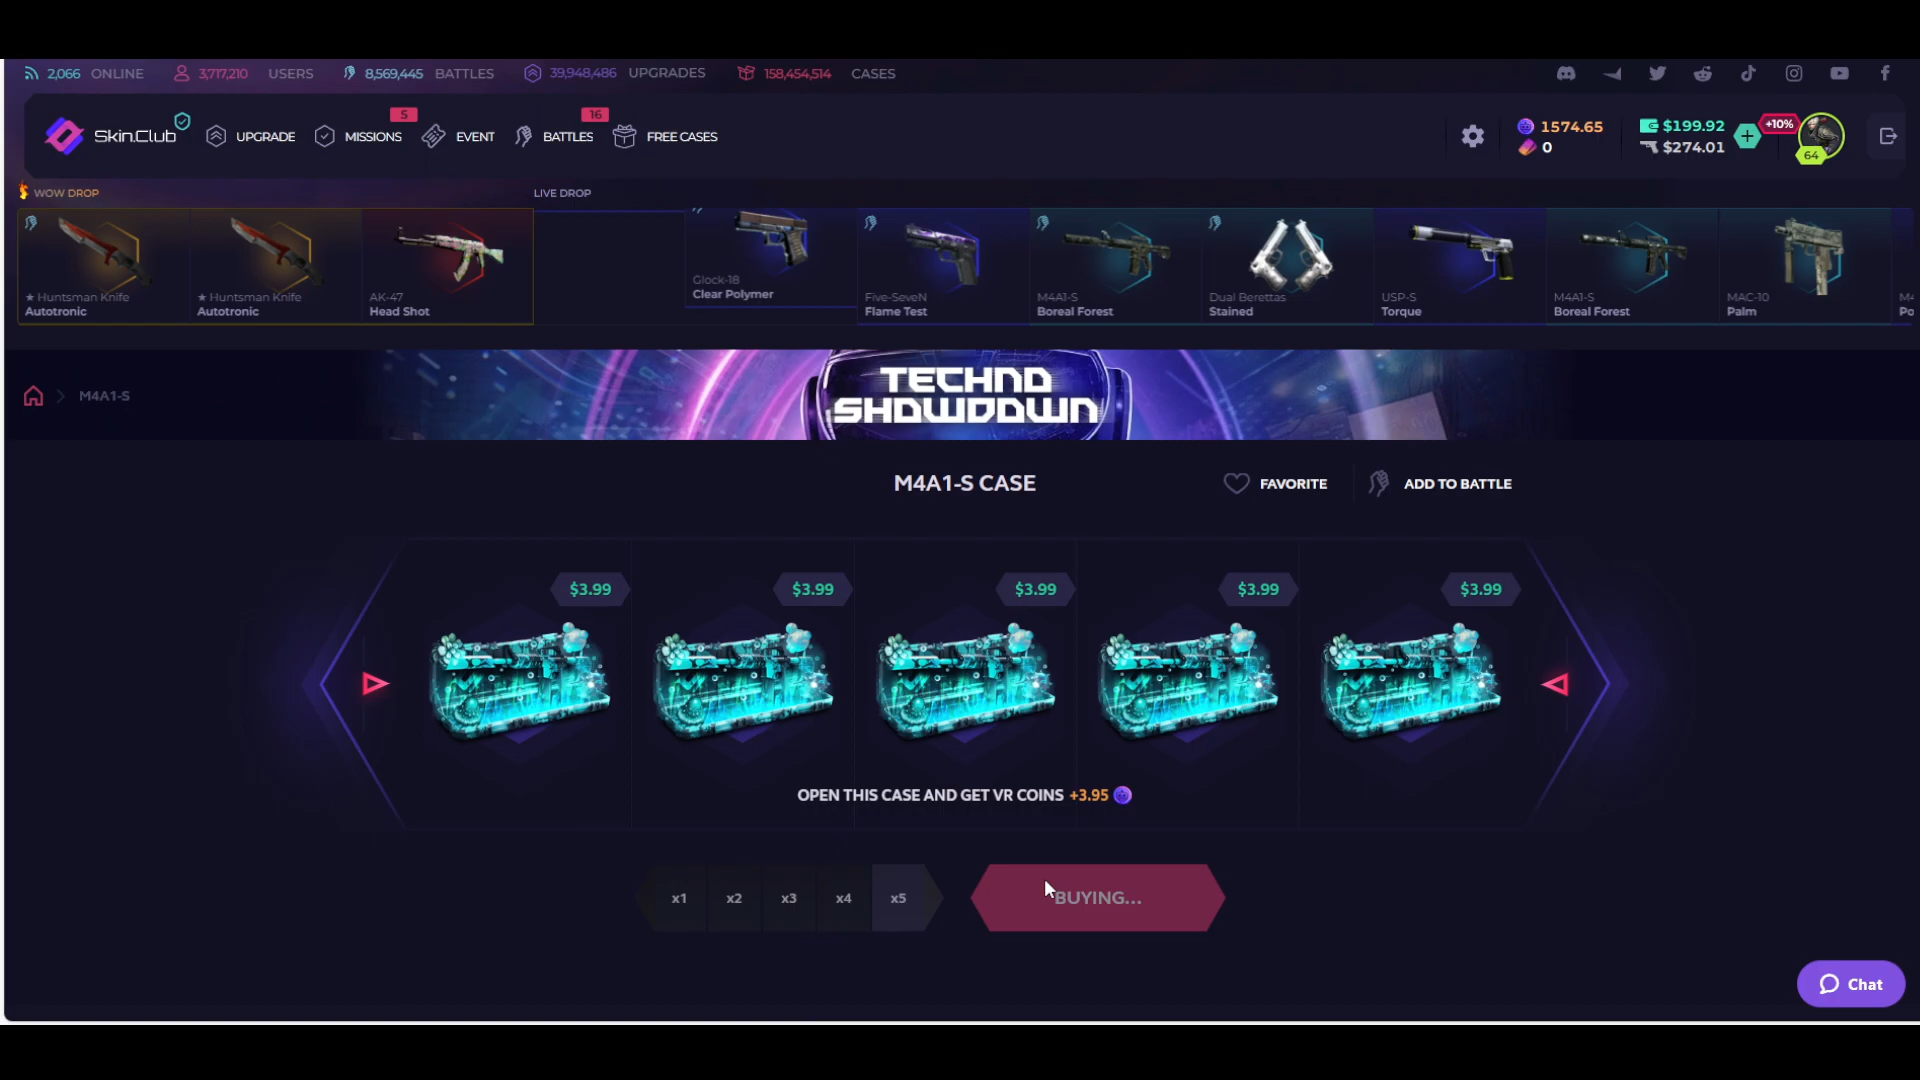 2,066 ONLINE 3,717,210 USERS 8,569,445 BATTLES 39,948,486 UPGRADES 158,454,514 CASES
Skin.Club UPGRADE 5 MISSIONS EVENT 16 BATTLES FREE CASES 1574.65 $199.92 +10%
0 $274.01 64
WOW DROP LIVE DROP
★ Huntsman Knife
Autotronic
★ Huntsman Knife
Autotronic
AK-47
Head Shot
Glock-18
Clear Polymer
Five-SeveN
Flame Test
M4A1-S
Boreal Forest
Dual Berettas
Stained
USP-S
Torque
M4A1-S
Boreal Forest
MAC-10
Palm
M4
Po
M4A1-S
TECHNO
SHOWDOWN
M4A1-S CASE FAVORITE ADD TO BATTLE
$3.99 $3.99 $3.99 $3.99 $3.99
OPEN THIS CASE AND GET VR COINS +3.95
x1 x2 x3 x4 x5 BUYING...
Chat